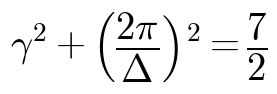 γ² + (2π/Δ)² = 7/2